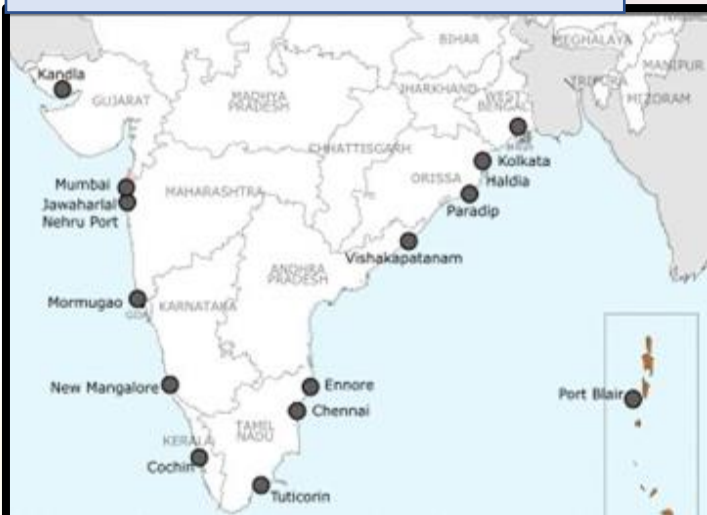 BIHAR
MEGHALAYA
MANIPUR
TRIPURA
MIZORAM
Kandla
GUJARAT
MADHYA
PRADESH
JHARKHAND
WEST
BENGAL
CHHATTISGARH
ORISSA
Kolkata
Haldia
Paradip
Mumbai
Jawaharlal
Nehru Port
MAHARASHTRA
Vishakapatanam
ANDHRA
PRADESH
Mormugao
GOA
KARNATAKA
New Mangalore
Ennore
Chennai
Port Blair
TAMIL
NADU
KERALA
Cochin
Tuticorin